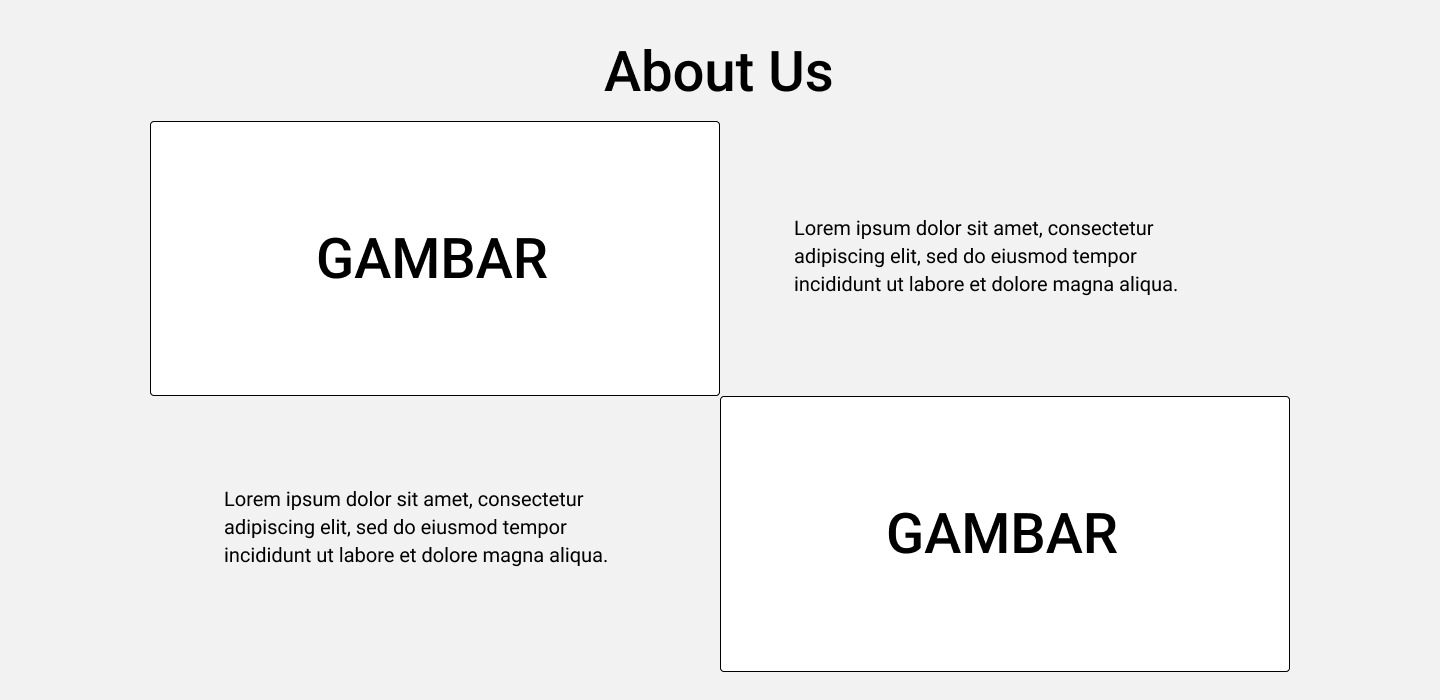 About Us
GAMBAR
Lorem ipsum dolor sit amet, consectetur
adipiscing elit, sed do eiusmod tempor
incididunt ut labore et dolore magna aliqua.
Lorem ipsum dolor sit amet, consectetur
adipiscing elit, sed do eiusmod tempor
incididunt ut labore et dolore magna aliqua.
GAMBAR